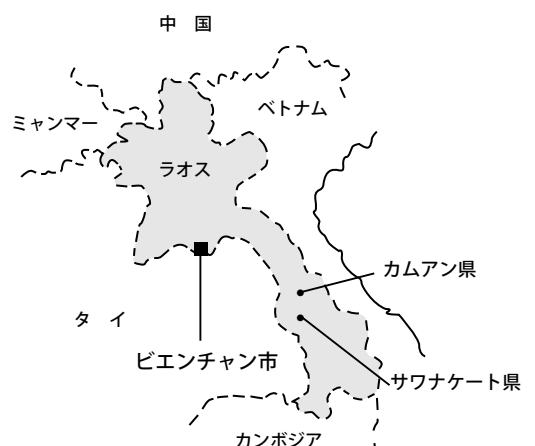 中 国
ベトナム
ミャンマー
ラオス
カムアン県
タ イ
ビエンチャン市
サワナケート県
カンボジア